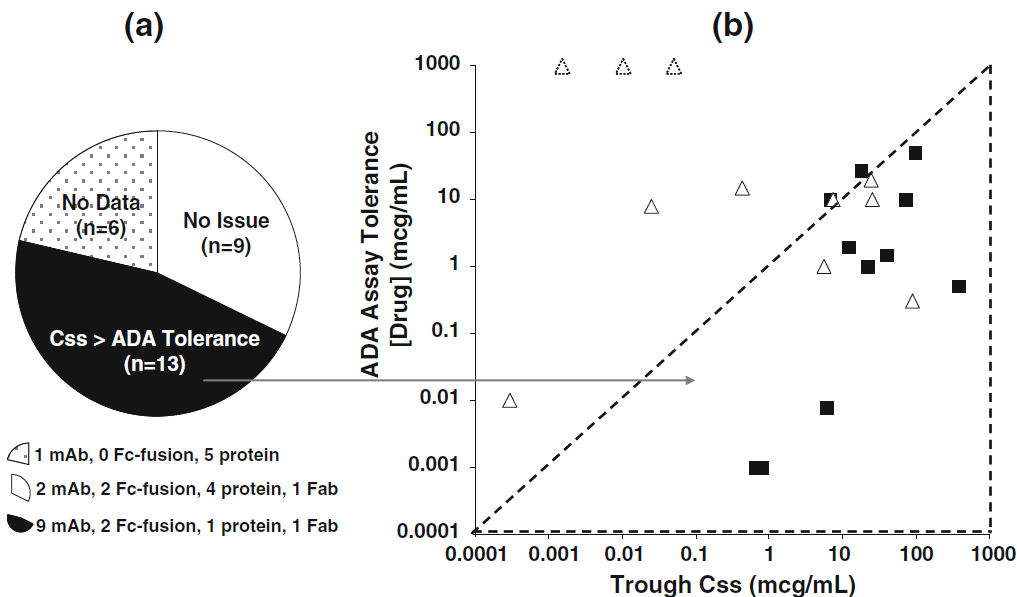 (a)
No Data
(n=6)
No Issue
(n=9)
Css > ADA Tolerance
(n=13)
1 mAb, 0 Fc-fusion, 5 protein
2 mAb, 2 Fc-fusion, 4 protein, 1 Fab
9 mAb, 2 Fc-fusion, 1 protein, 1 Fab
(b)
ADA Assay Tolerance
[Drug] (mcg/mL)
1000
100
10
1
0.1
0.01
0.001
0.0001
0.0001 0.001 0.01 0.1 1 10 100 1000
Trough Css (mcg/mL)